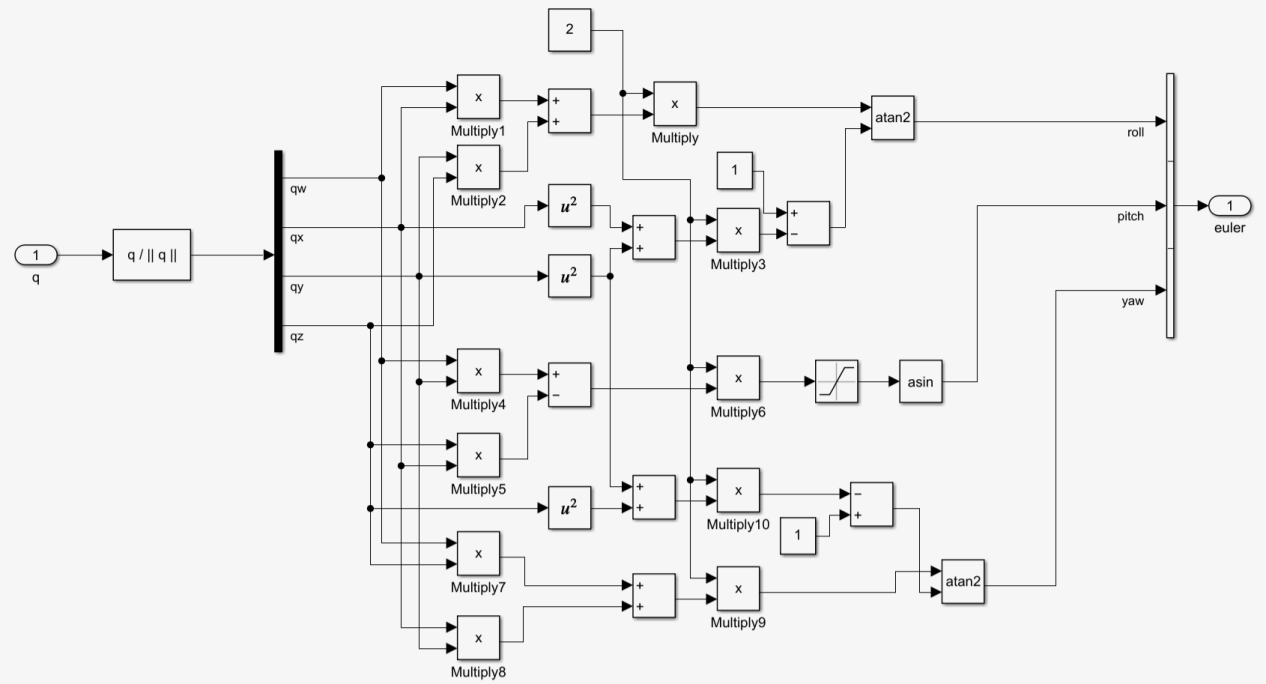 2
x
Multiply1
+
+
x
Multiply
atan2
roll
x
Multiply2
qw
1
u²
+
+
x
Multiply3
+
−
qx
1
q
q / || q ||
u²
qy
pitch
1
euler
yaw
qz
x
Multiply4
+
−
x
Multiply6
asin
x
Multiply5
u²
+
+
x
Multiply10
−
+
1
x
Multiply7
+
+
x
Multiply9
atan2
x
Multiply8